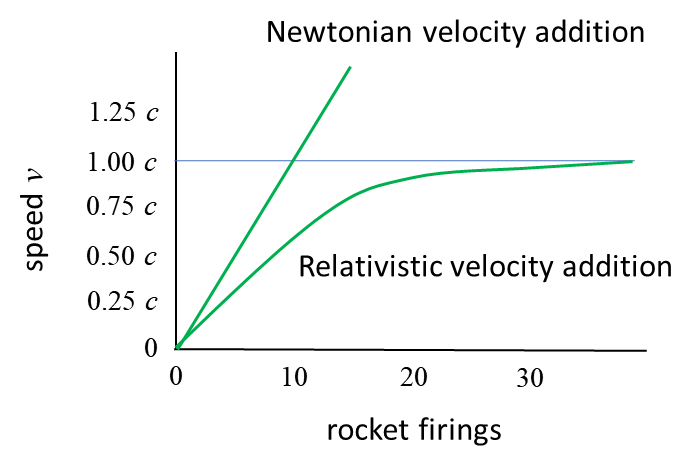 Newtonian velocity addition
1.25 c
1.00 c
0.75 c
0.50 c
0.25 c
0
speed v
Relativistic velocity addition
0 10 20 30
rocket firings